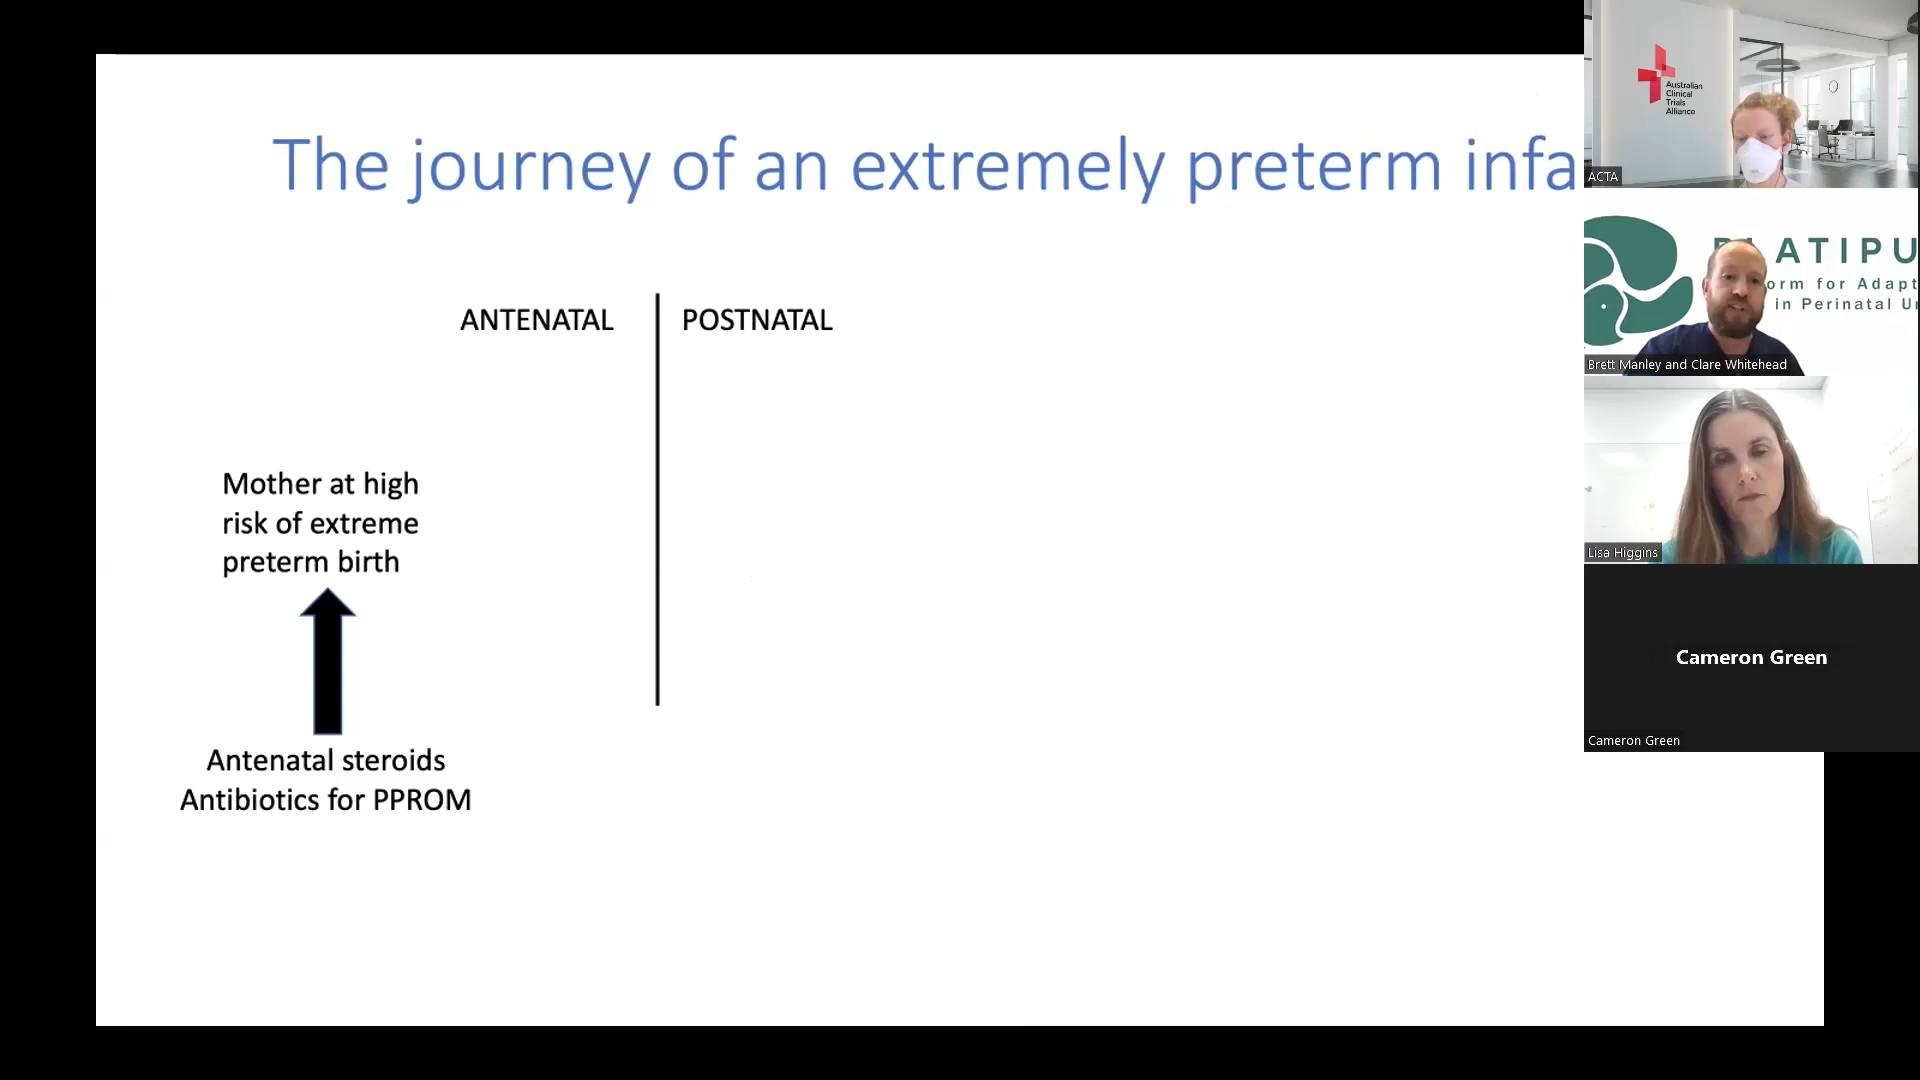 The journey of an extremely preterm infa
ANTENATAL
POSTNATAL
Mother at high
risk of extreme
preterm birth
Antenatal steroids
Antibiotics for PPROM
Australian
Clinical
Trials
Alliance
ACTA
LATIPU
orm for Adapt
in Perinatal Un
Brett Manley and Clare Whitehead
Lisa Higgins
Cameron Green
Cameron Green